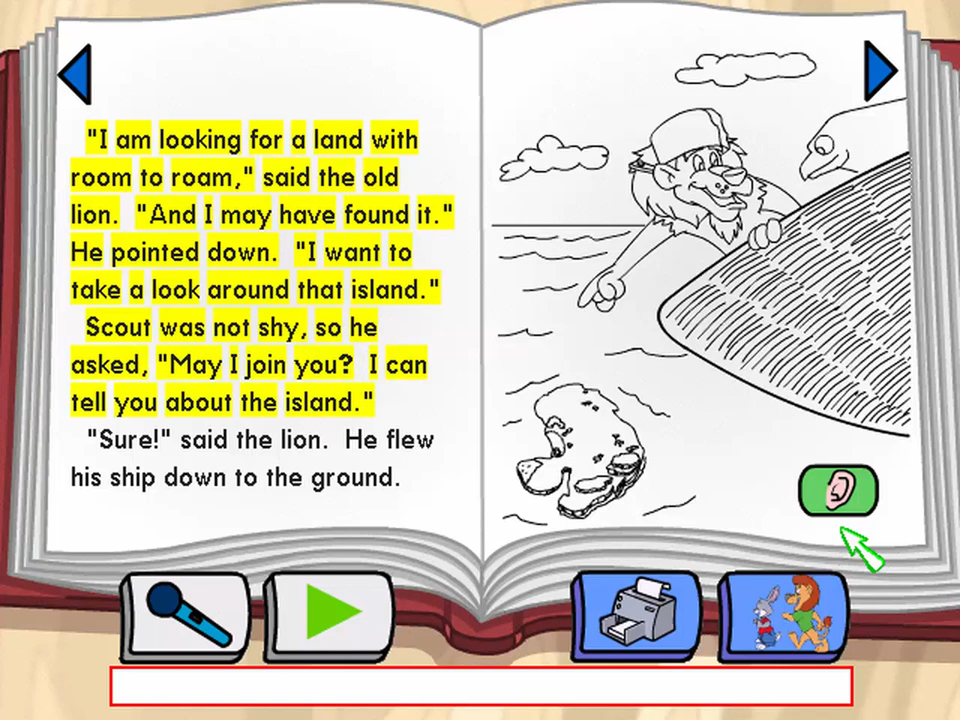 "I am looking for a land with
room to roam," said the old
lion.  "And I may have found it."
He pointed down.  "I want to
take a look around that island."
Scout was not shy, so he
asked, "May I join you?  I can
tell you about the island."
"Sure!" said the lion.  He flew
his ship down to the ground.